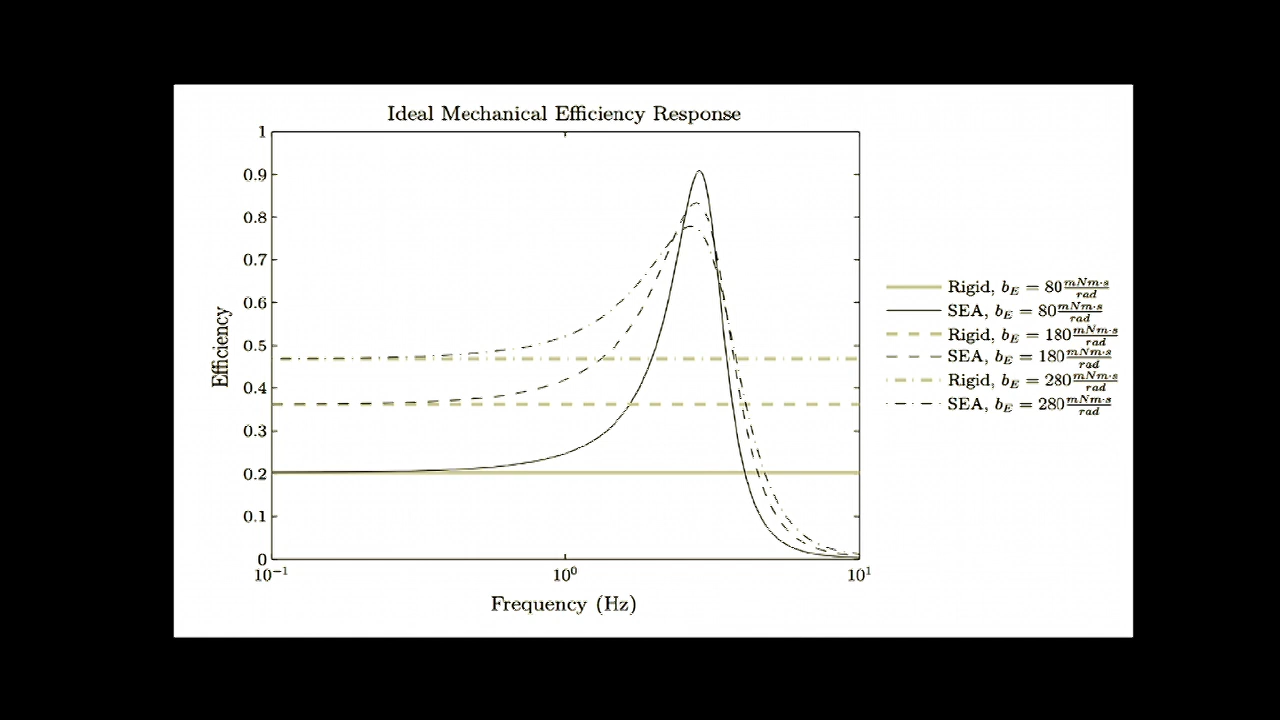 Ideal Mechanical Efficiency Response
1
0.9
0.8
0.7
0.6
0.5
0.4
0.3
0.2
0.1
0
Efficiency
10⁻¹
10⁰
10¹
Frequency (Hz)
Rigid, b_E = 80 mNm·s/rad
SEA, b_E = 80 mNm·s/rad
Rigid, b_E = 180 mNm·s/rad
SEA, b_E = 180 mNm·s/rad
Rigid, b_E = 280 mNm·s/rad
SEA, b_E = 280 mNm·s/rad